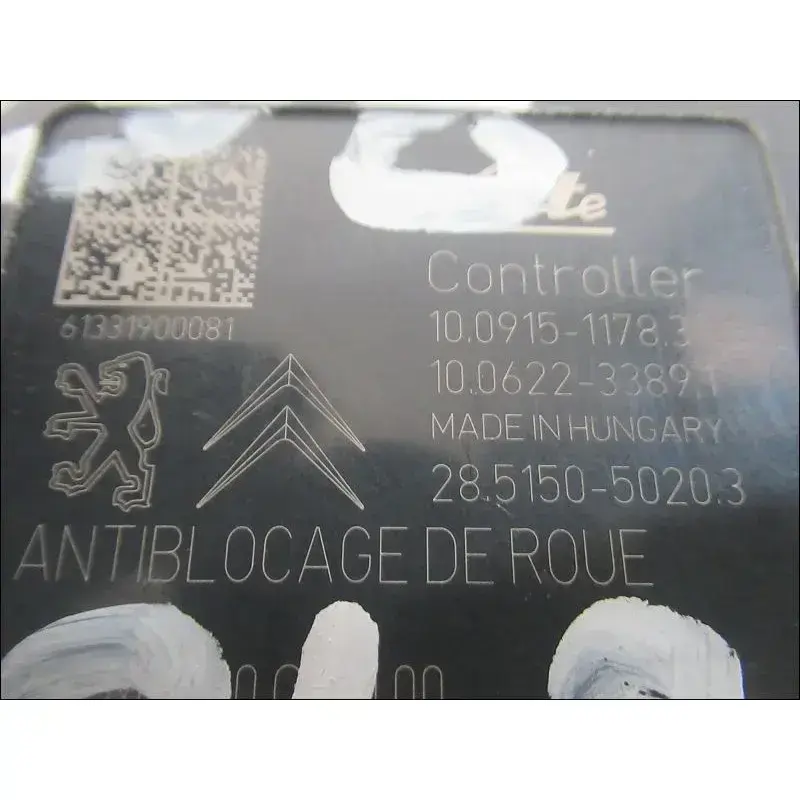 61331900081
Controller
10.0915-1178.3
10.0622-3389.1
MADE IN HUNGARY
28.5150-5020.3
ANTIBLOCAGE DE ROUE